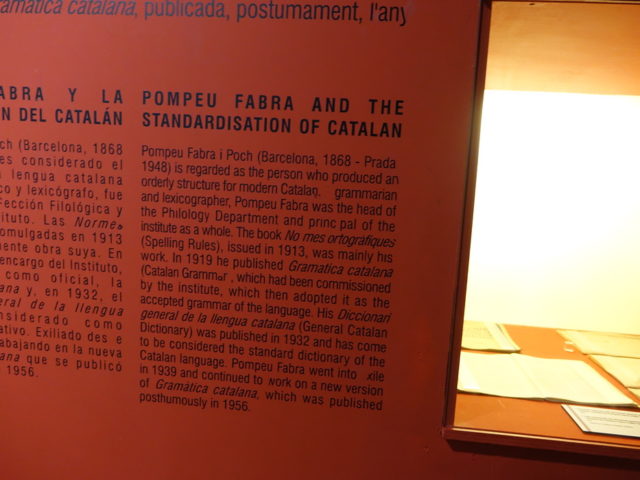 ramàtica catalana, publicada, postumament, l'any
ABRA Y LA
N DEL CATALÁN
ch (Barcelona, 1868
es considerado el
lengua catalana
co y lexicógrafo, fue
ección Filológica y
tituto. Las Norme
omulgadas en 1913
mente obra suya. En
encargo del Instituto,
como oficial, la
ana y, en 1932, el
eral de la llengua
nsiderado como
ativo. Exiliado des e
abajando en la nueva
ana que se publicó
1956.
POMPEU FABRA AND THE
STANDARDISATION OF CATALAN
Pompeu Fabra i Poch (Barcelona, 1868 - Prada
1948) is regarded as the person who produced an
orderly structure for modern Catalan. grammarian
and lexicographer, Pompeu Fabra was the head of
the Philology Department and princ pal of the
institute as a whole. The book No mes ortogràfiques
(Spelling Rules), issued in 1913, was mainly his
work. In 1919 he published Gramàtica catalana
(Catalan Gramm r , which had been commissioned
by the institute, which then adopted it as the
accepted grammar of the language. His Diccionari
general de la llengua catalana (General Catalan
Dictionary) was published in 1932 and has come
to be considered the standard dictionary of the
Catalan language. Pompeu Fabra went into xile
in 1939 and continued to work on a new version
of Gramàtica catalana, which was published
posthumously in 1956.